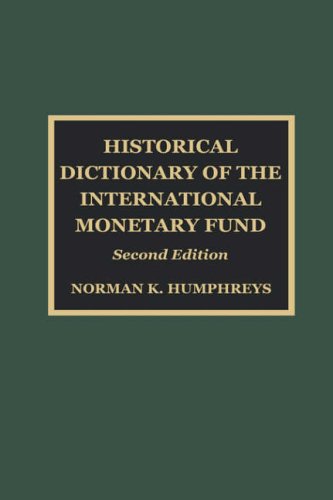 HISTORICAL
DICTIONARY OF THE
INTERNATIONAL
MONETARY FUND
Second Edition
NORMAN K. HUMPHREYS